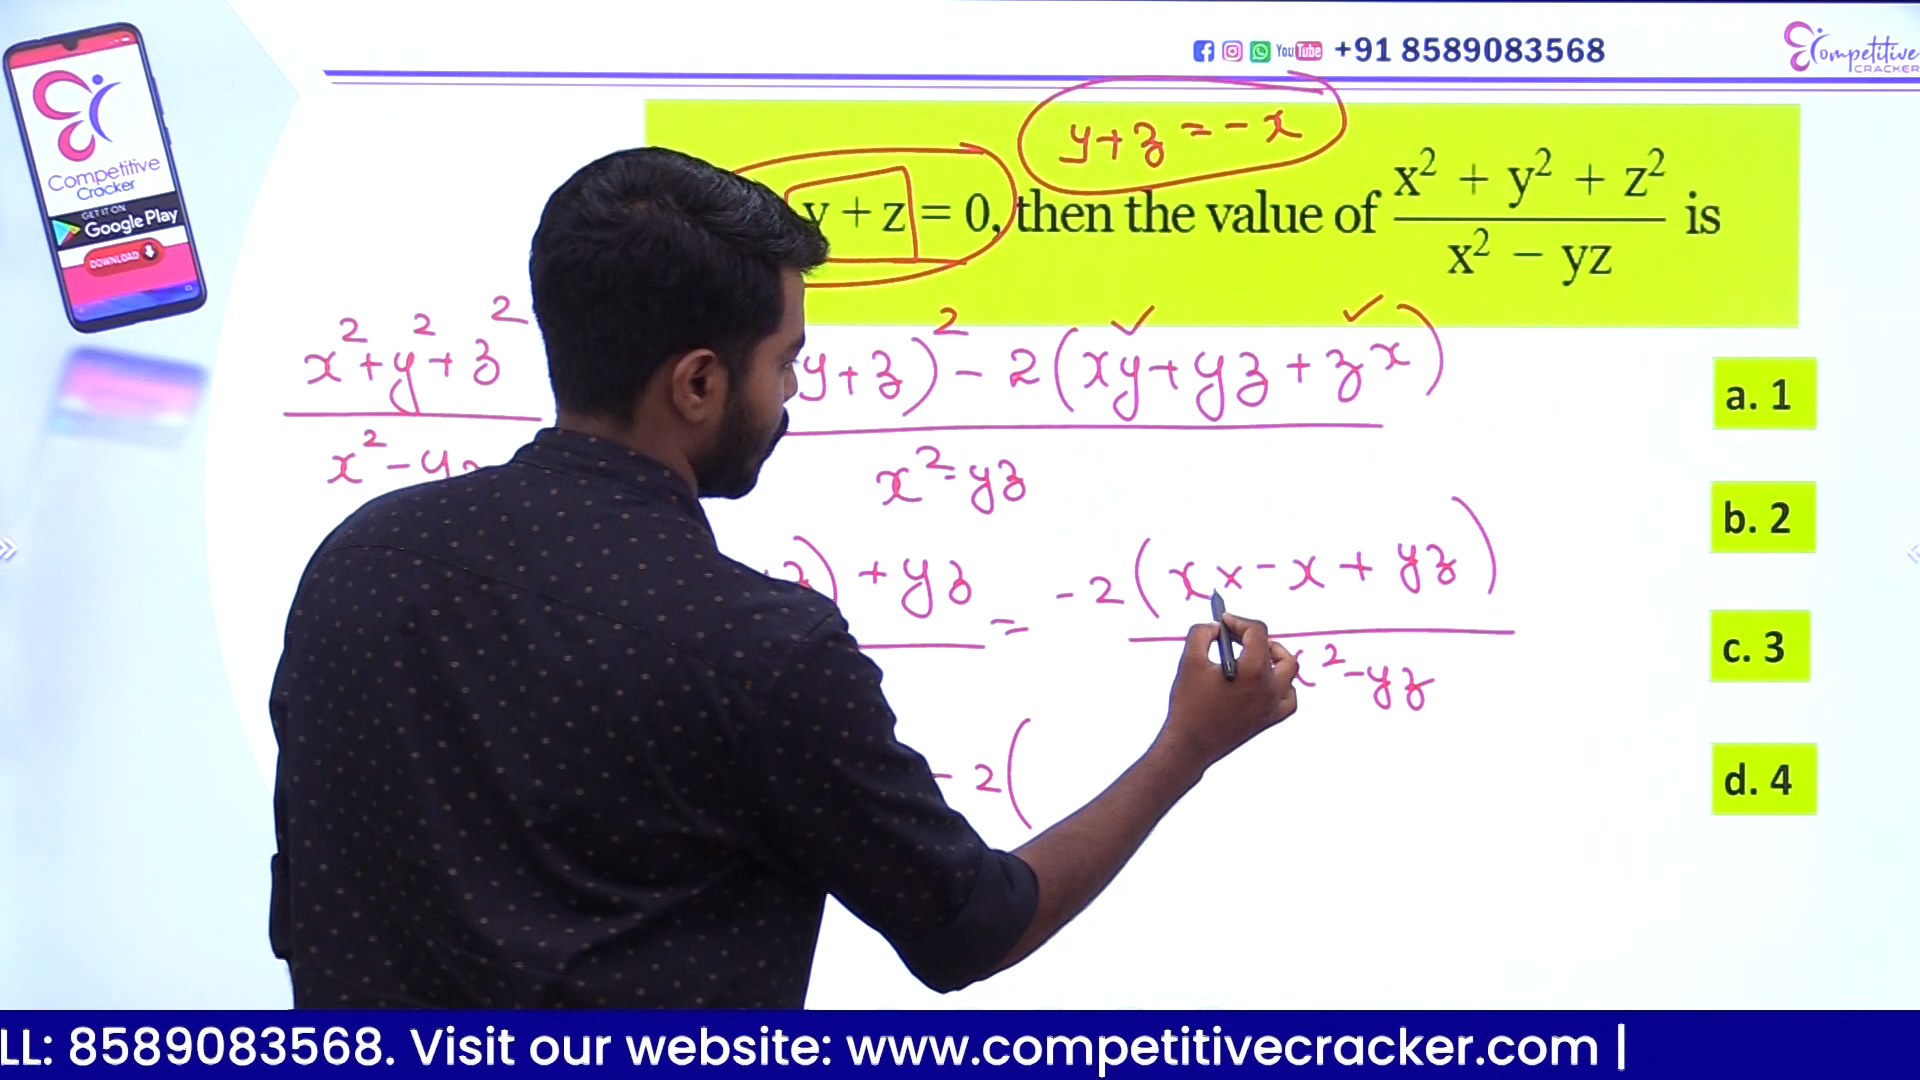 +91 8589083568
Competitive
CRACKER
Competitive
Cracker
GET IT ON
Google Play
DOWNLOAD
You Tube
y + z = -x
y + z = 0, then the value of (x² + y² + z²)/(x² − yz) is
x² + y² + z²
x² - y
y + z)² - 2(xy + yz + zx)
x² - yz
a. 1
b. 2
) + yz
= -2(x × -x + yz)
x² - yz
c. 3
- 2(
d. 4
LL: 8589083568. Visit our website: www.competitivecracker.com |